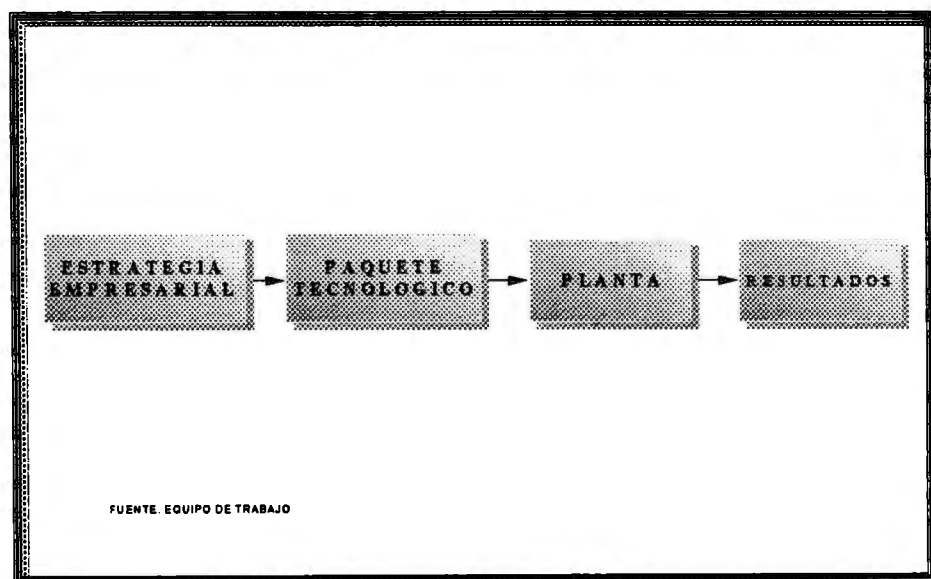 ESTRATEGIA
EMPRESARIAL
PAQUETE
TECNOLOGICO
PLANTA
RESULTADOS
FUENTE. EQUIPO DE TRABAJO